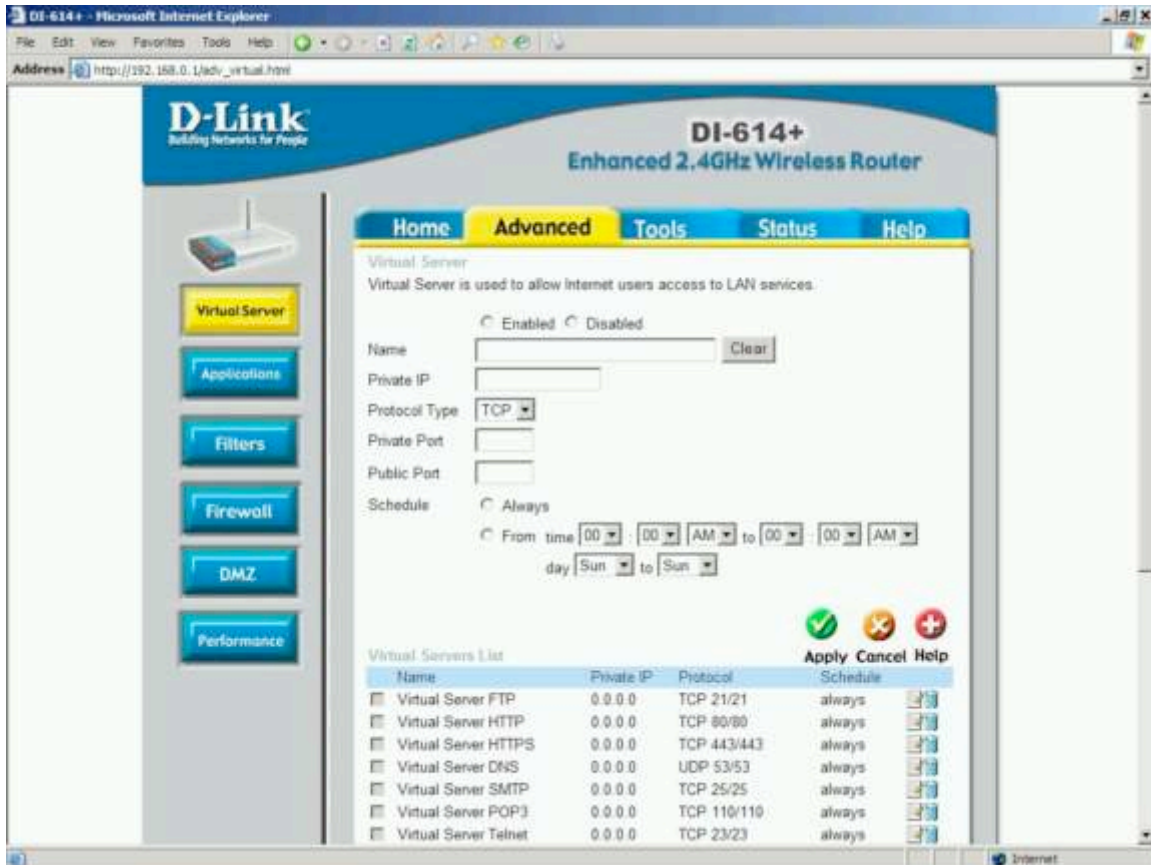 DI-614+ - Microsoft Internet Explorer
File Edit View Favorites Tools Help
Address http://192.168.0.1/adv_virtual.html
D-Link
Building Networks for People
DI-614+
Enhanced 2.4GHz Wireless Router
Home Advanced Tools Status Help
Virtual Server
Virtual Server is used to allow Internet users access to LAN services.
Virtual Server
Applications
Filters
Firewall
DMZ
Performance
Enabled Disabled
Name Clear
Private IP
Protocol Type TCP
Private Port
Public Port
Schedule Always
From time 00 : 00 AM to 00 : 00 AM
day Sun to Sun
Apply Cancel Help
Virtual Servers List
Name Private IP Protocol Schedule
Virtual Server FTP 0.0.0.0 TCP 21/21 always
Virtual Server HTTP 0.0.0.0 TCP 80/80 always
Virtual Server HTTPS 0.0.0.0 TCP 443/443 always
Virtual Server DNS 0.0.0.0 UDP 53/53 always
Virtual Server SMTP 0.0.0.0 TCP 25/25 always
Virtual Server POP3 0.0.0.0 TCP 110/110 always
Virtual Server Telnet 0.0.0.0 TCP 23/23 always
Internet